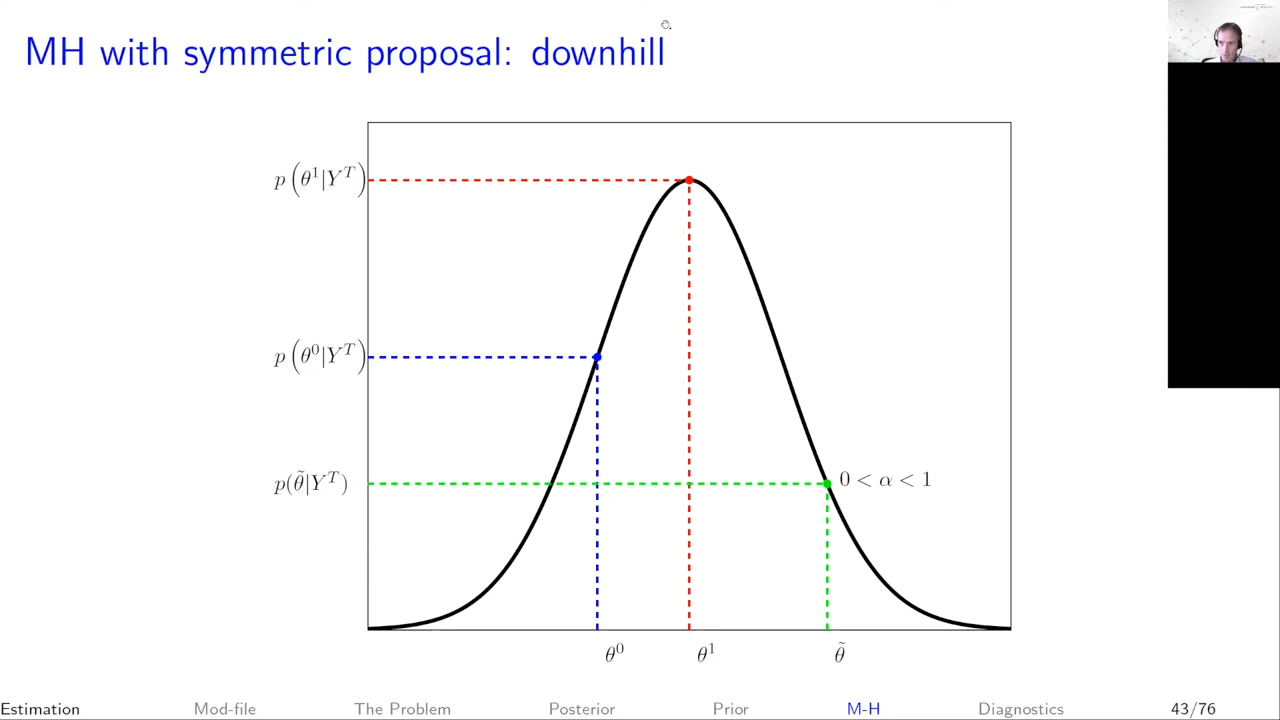 MH with symmetric proposal: downhill
p(θ¹|Yᵀ)
p(θ⁰|Yᵀ)
p(θ̃|Yᵀ)
0 < α < 1
θ⁰ θ¹ θ̃
Estimation Mod-file The Problem Posterior Prior M-H Diagnostics 43/76